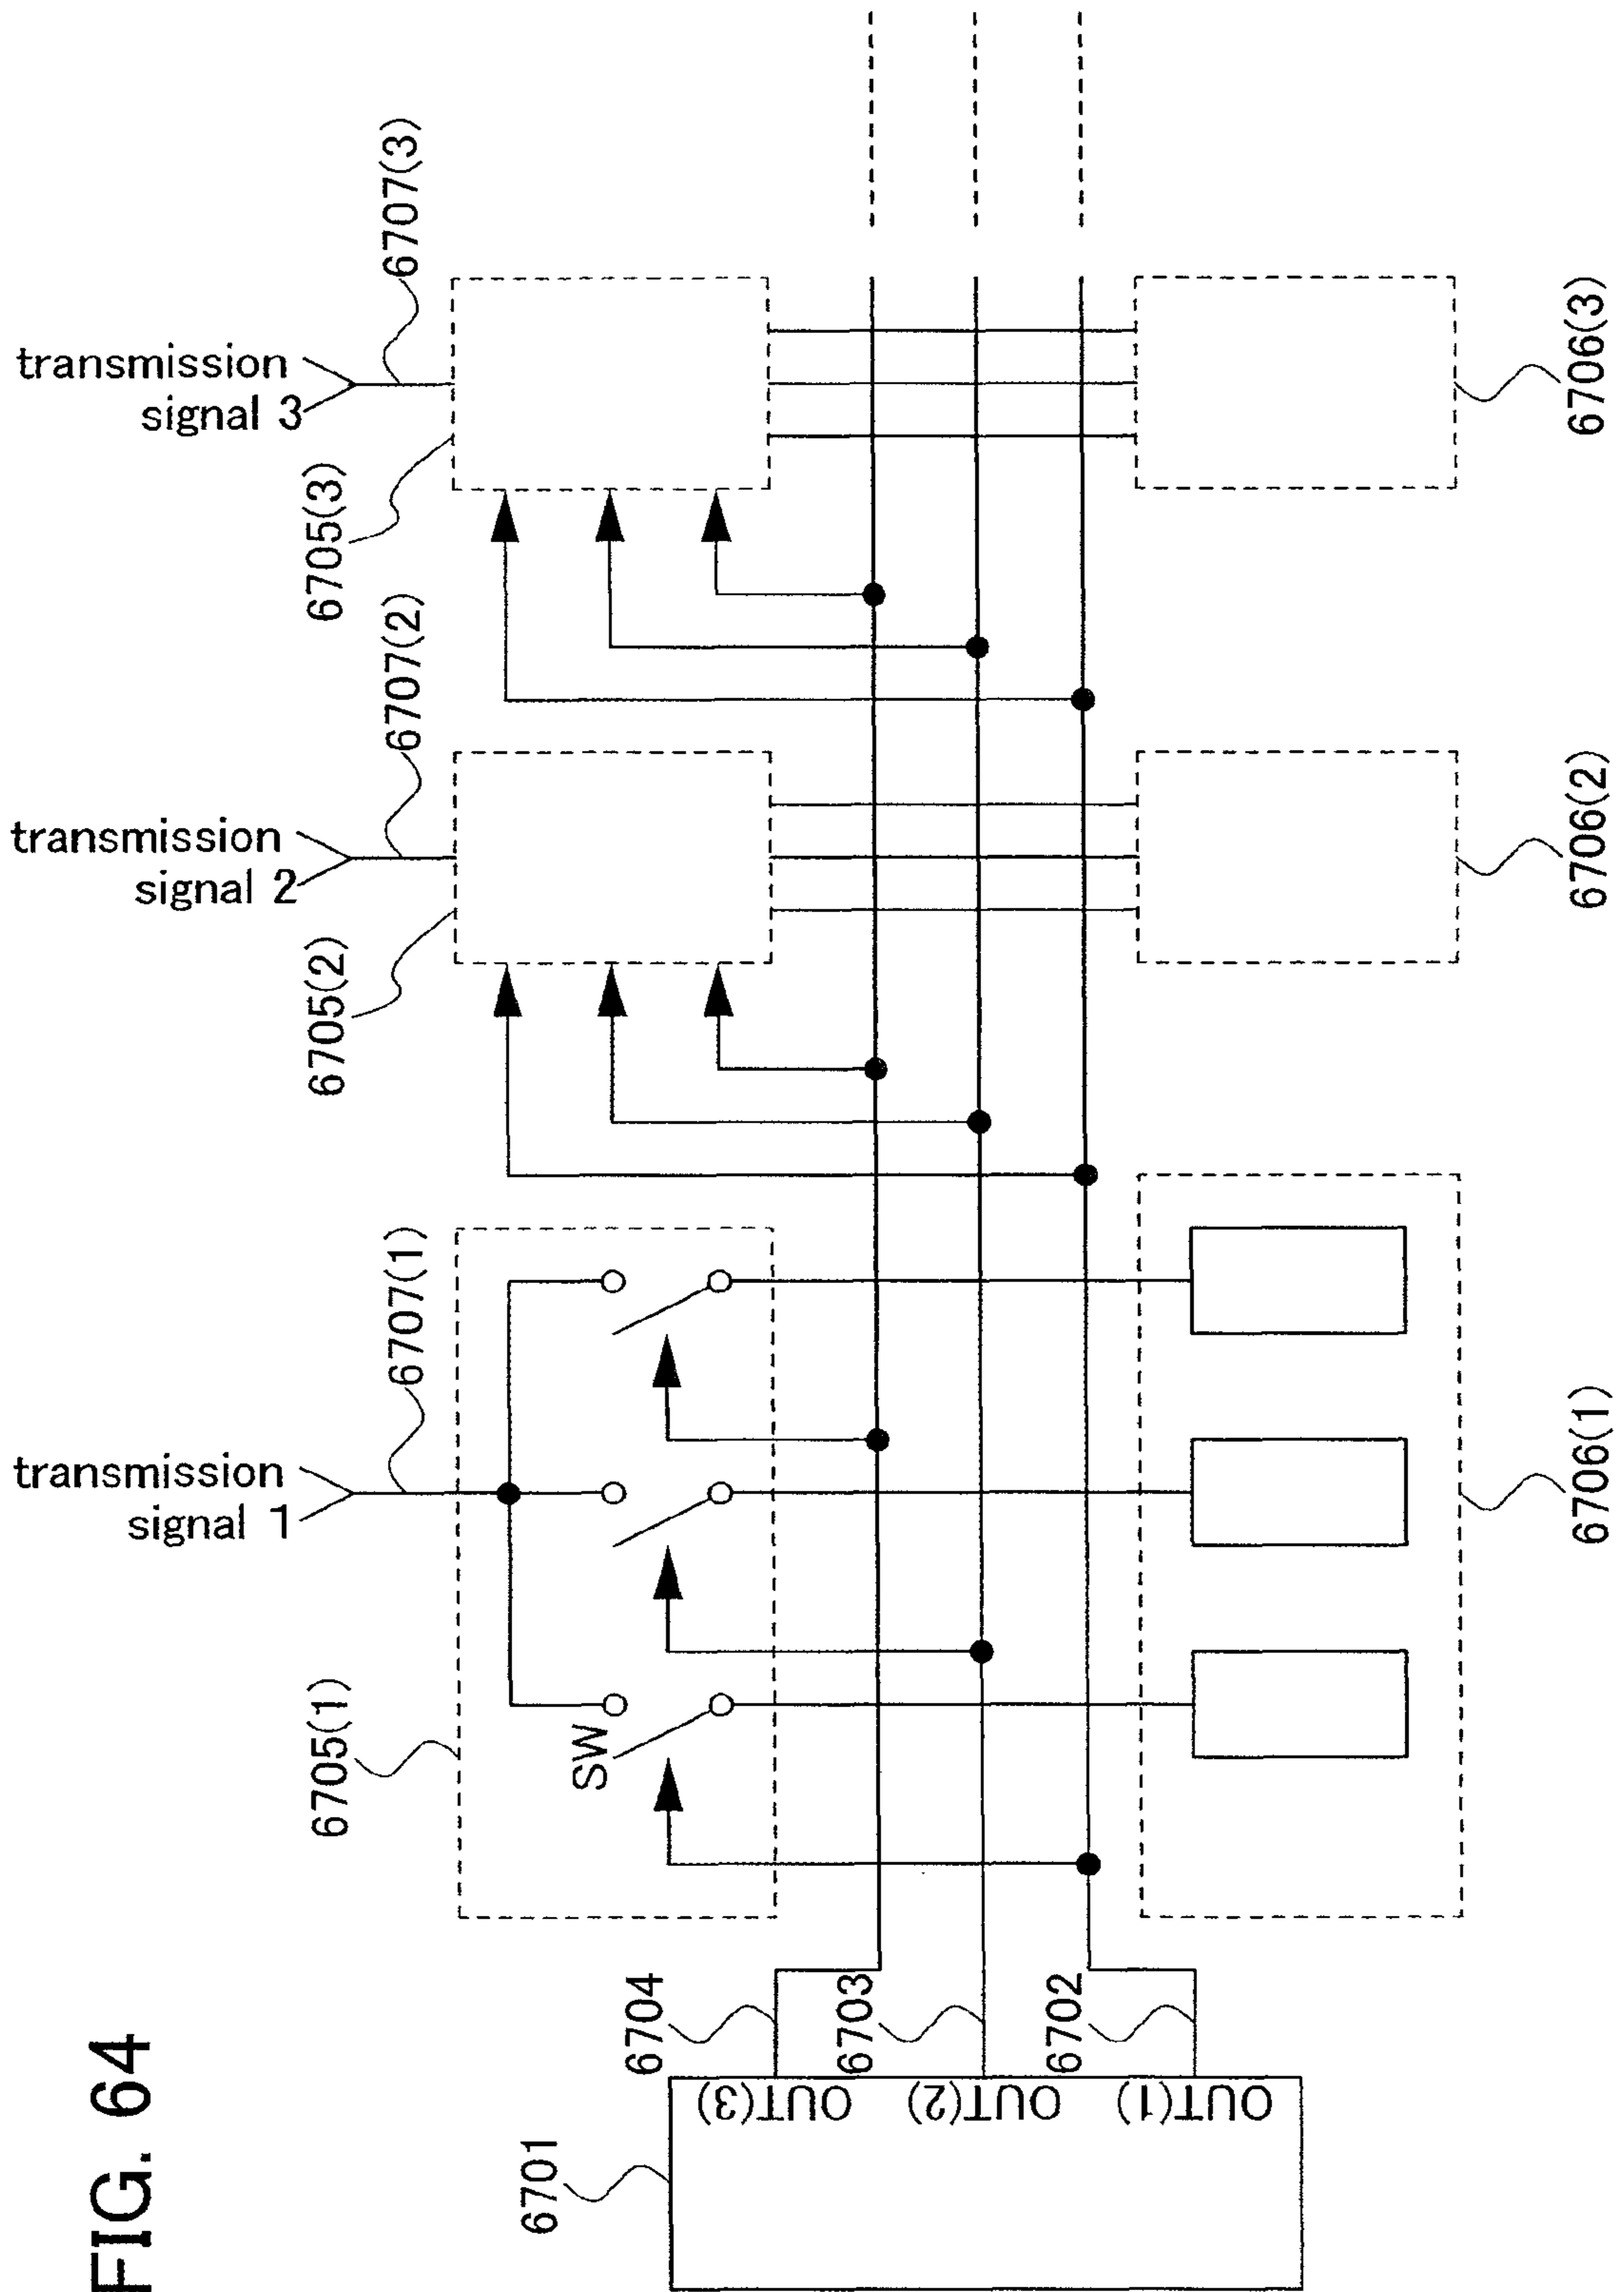 FIG. 64
transmission
signal 1
transmission
signal 2
transmission
signal 3
6707(1)
6707(2)
6707(3)
6705(1)
6705(2)
6705(3)
SW
6701
6704
6703
6702
OUT(3)
OUT(2)
OUT(1)
6706(1)
6706(2)
6706(3)